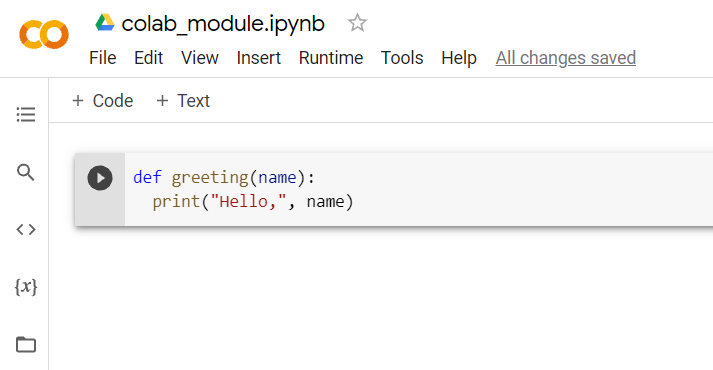 colab_module.ipynb
File Edit View Insert Runtime Tools Help All changes saved
+ Code + Text
def greeting(name):
  print("Hello,", name)
{x}